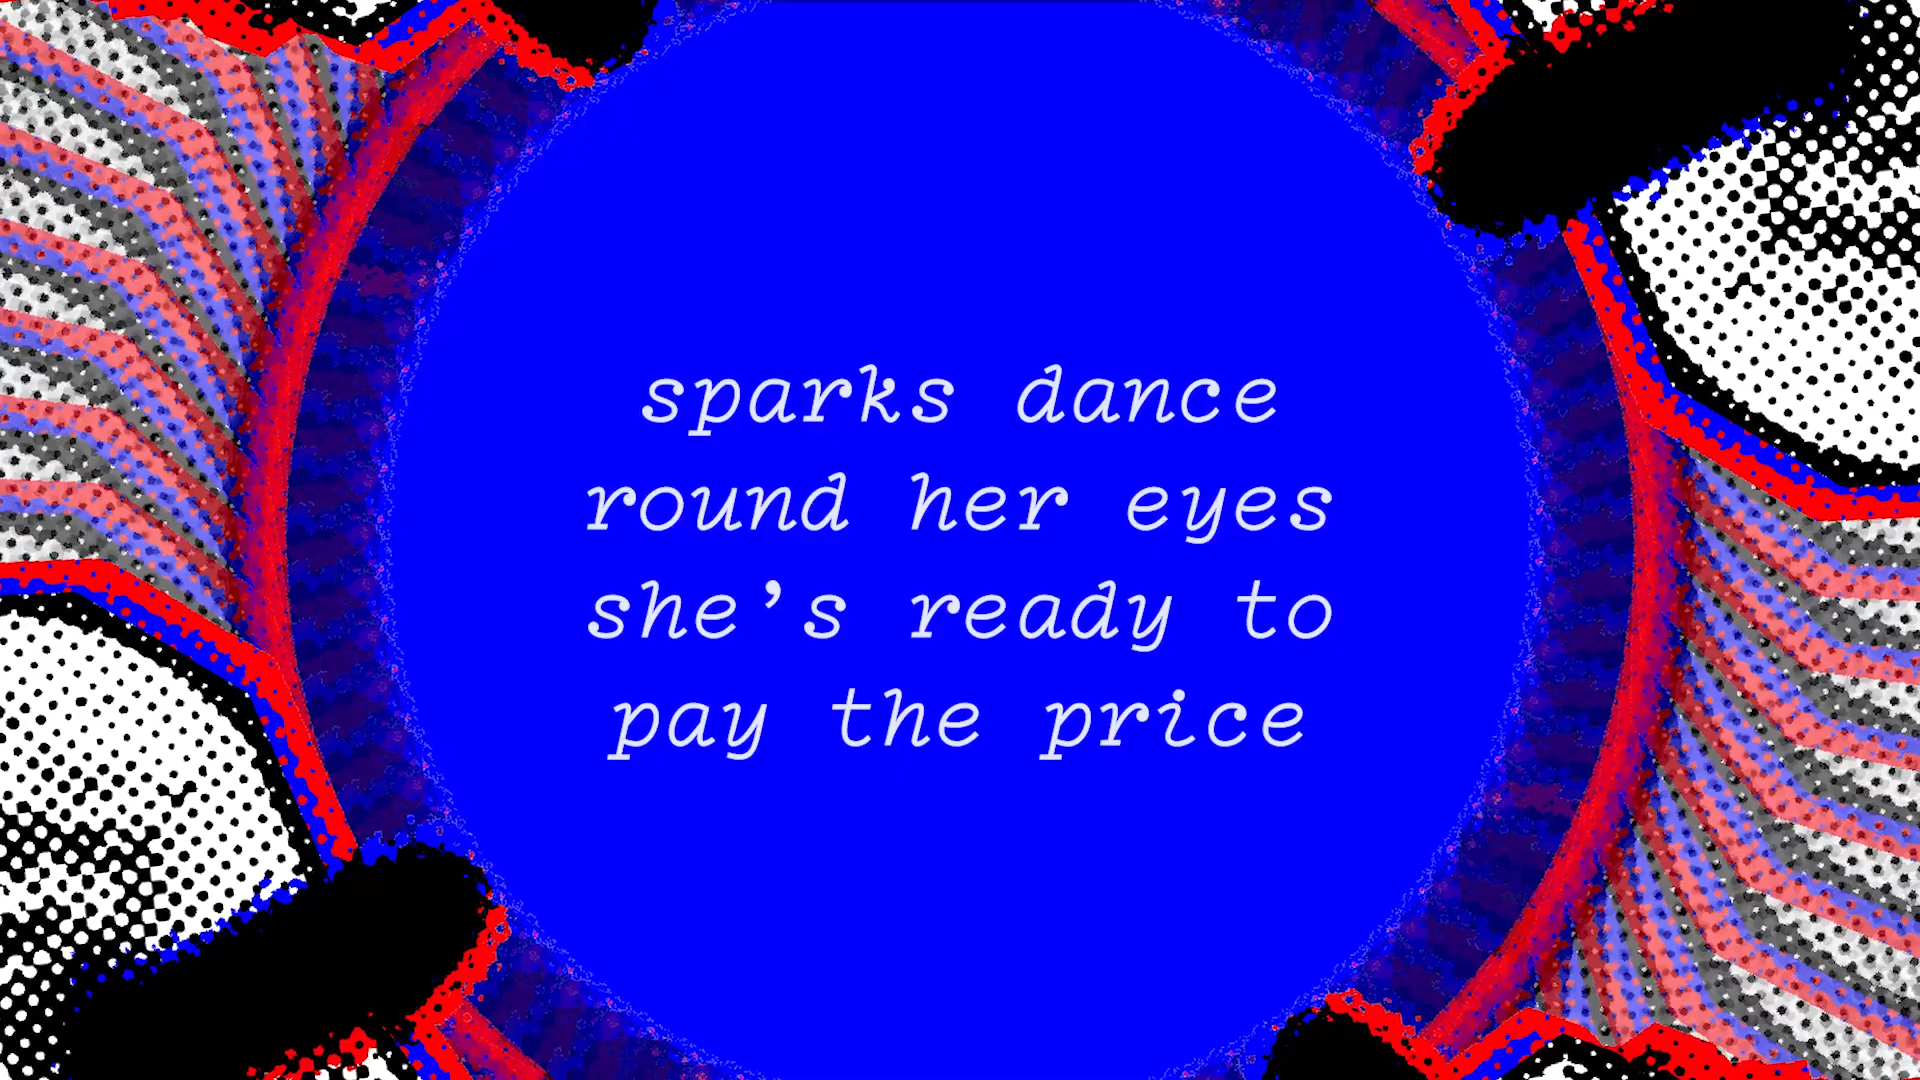 sparks dance
round her eyes
she’s ready to
pay the price